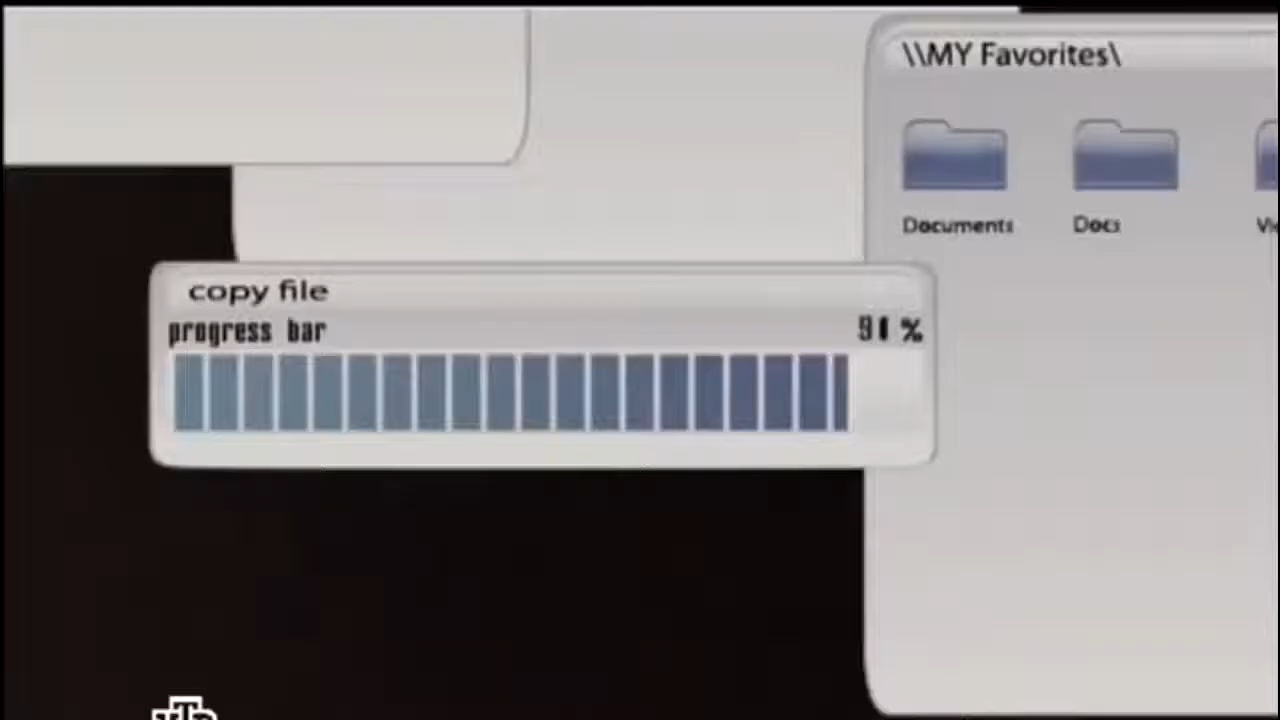 \\MY Favorites\
Documents
Docs
copy file
progress bar
91 %